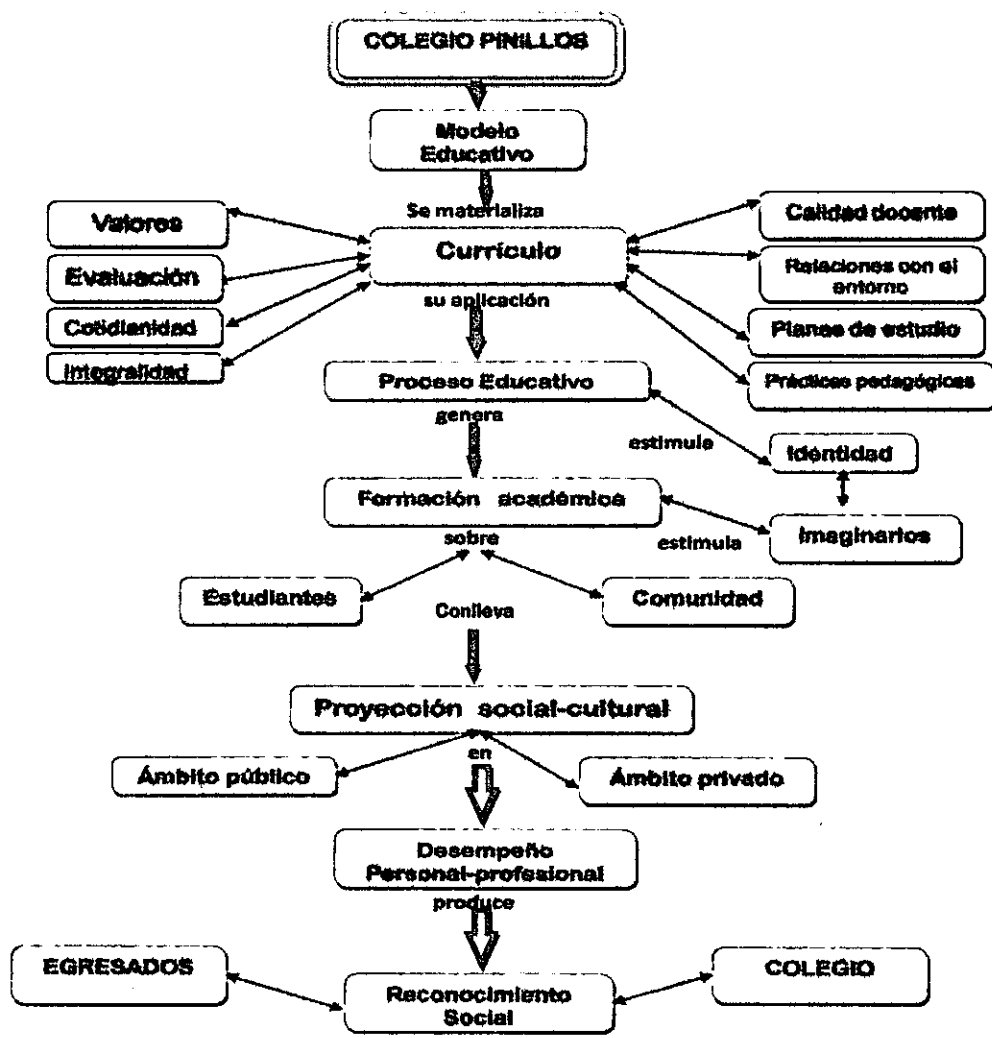 COLEGIO PINILLOS
Modelo
Educativo
Se materializa
Valores
Calidad docente
Currículo
Evaluación
Relaciones con el
entorno
su aplicación
Cotidianidad
Planes de estudio
Integralidad
Proceso Educativo
Prácticas pedagógicas
genera
estimula
Identidad
Formación académica
sobre
estimula
Imaginarios
Estudiantes
Comunidad
Conlleva
Proyección social-cultural
en
Ámbito público
Ámbito privado
Desempeño
Personal-profesional
produce
EGRESADOS
COLEGIO
Reconocimiento
Social